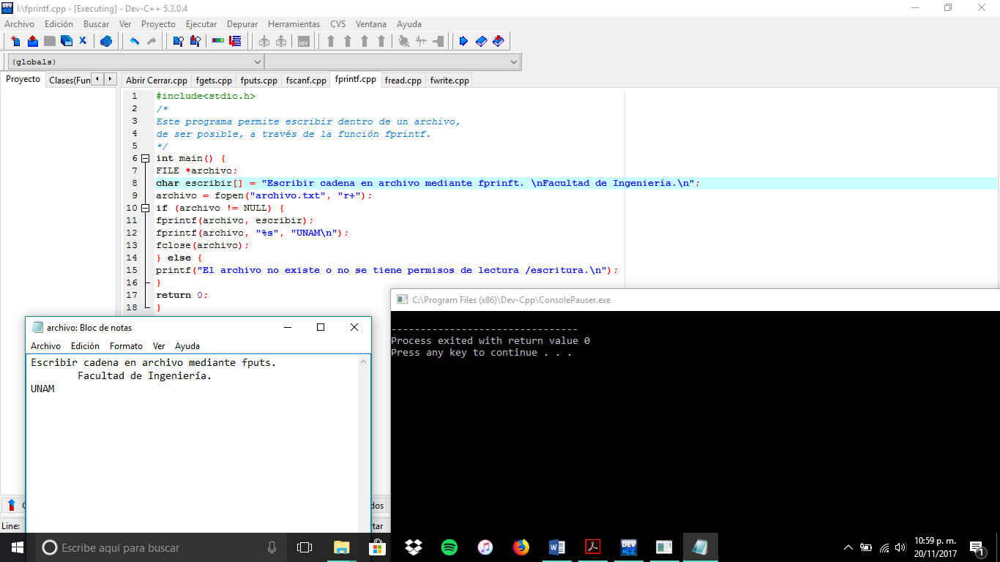 I:\fprintf.cpp - [Executing] - Dev-C++ 5.3.0.4
Archivo Edición Buscar Ver Proyecto Ejecutar Depurar Herramientas CVS Ventana Ayuda
(globals)
Proyecto Clases(Fun Abrir Cerrar.cpp fgets.cpp fputs.cpp fscanf.cpp fprintf.cpp fread.cpp fwrite.cpp
1 #include<stdio.h>
2 /*
3 Este programa permite escribir dentro de un archivo,
4 de ser posible, a través de la función fprintf.
5 */
6 int main() {
7 FILE *archivo;
8 char escribir[] = "Escribir cadena en archivo mediante fprinft. \nFacultad de Ingeniería.\n";
9 archivo = fopen("archivo.txt", "r+");
10 if (archivo != NULL) {
11 fprintf(archivo, escribir);
12 fprintf(archivo, "%s", "UNAM\n");
13 fclose(archivo);
14 } else {
15 printf("El archivo no existe o no se tiene permisos de lectura /escritura.\n");
16 }
17 return 0;
18 }
C:\Program Files (x86)\Dev-Cpp\ConsolePauser.exe
--------------------------------
Process exited with return value 0
Press any key to continue . . .
archivo: Bloc de notas
Archivo Edición Formato Ver Ayuda
Escribir cadena en archivo mediante fputs.
Facultad de Ingeniería.
UNAM
dos
Line:
rtar
Escribe aquí para buscar
DEV
10:59 p. m.
20/11/2017
1